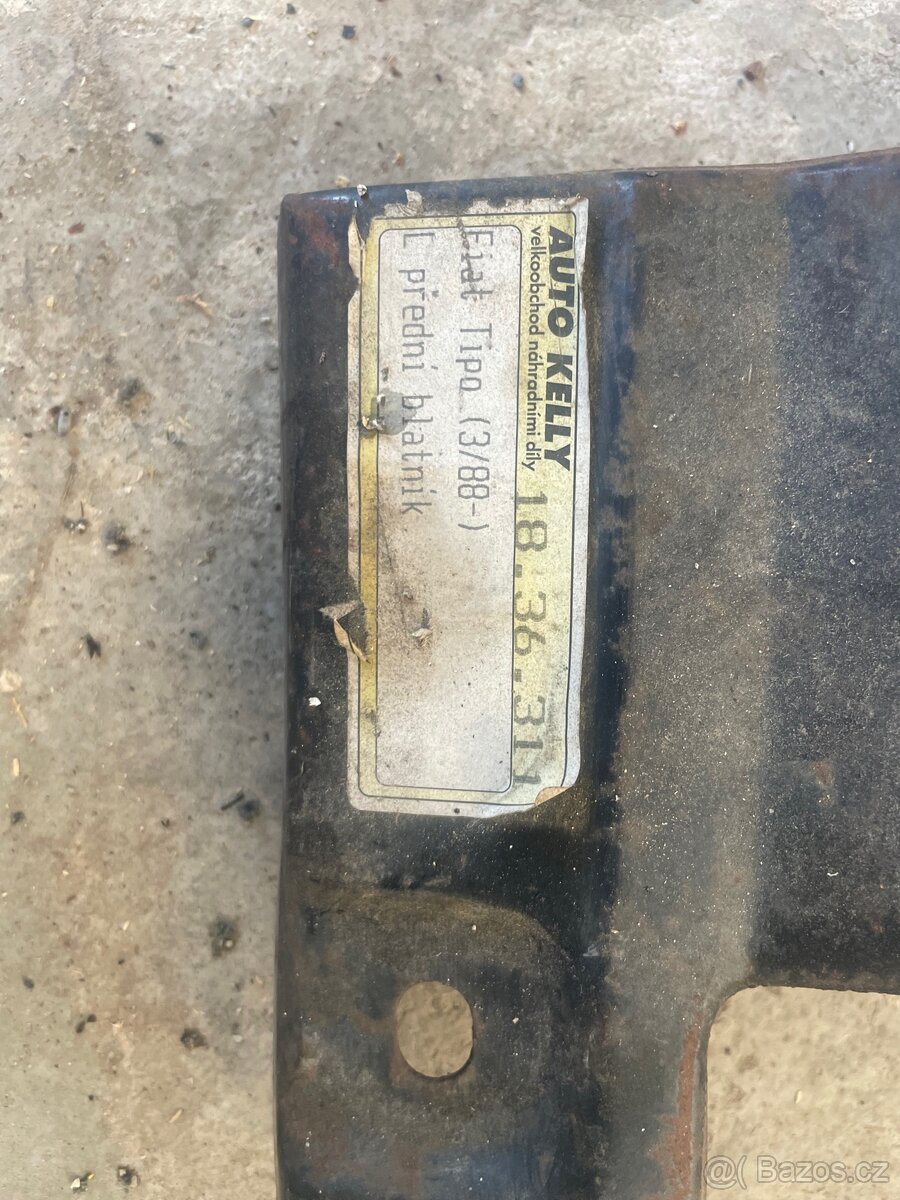 AUTO KELLY
velkoobchod náhradními díly
18.36.311
Fiat Tipo (3/88-)
L přední blatník
@( Bazos.cz